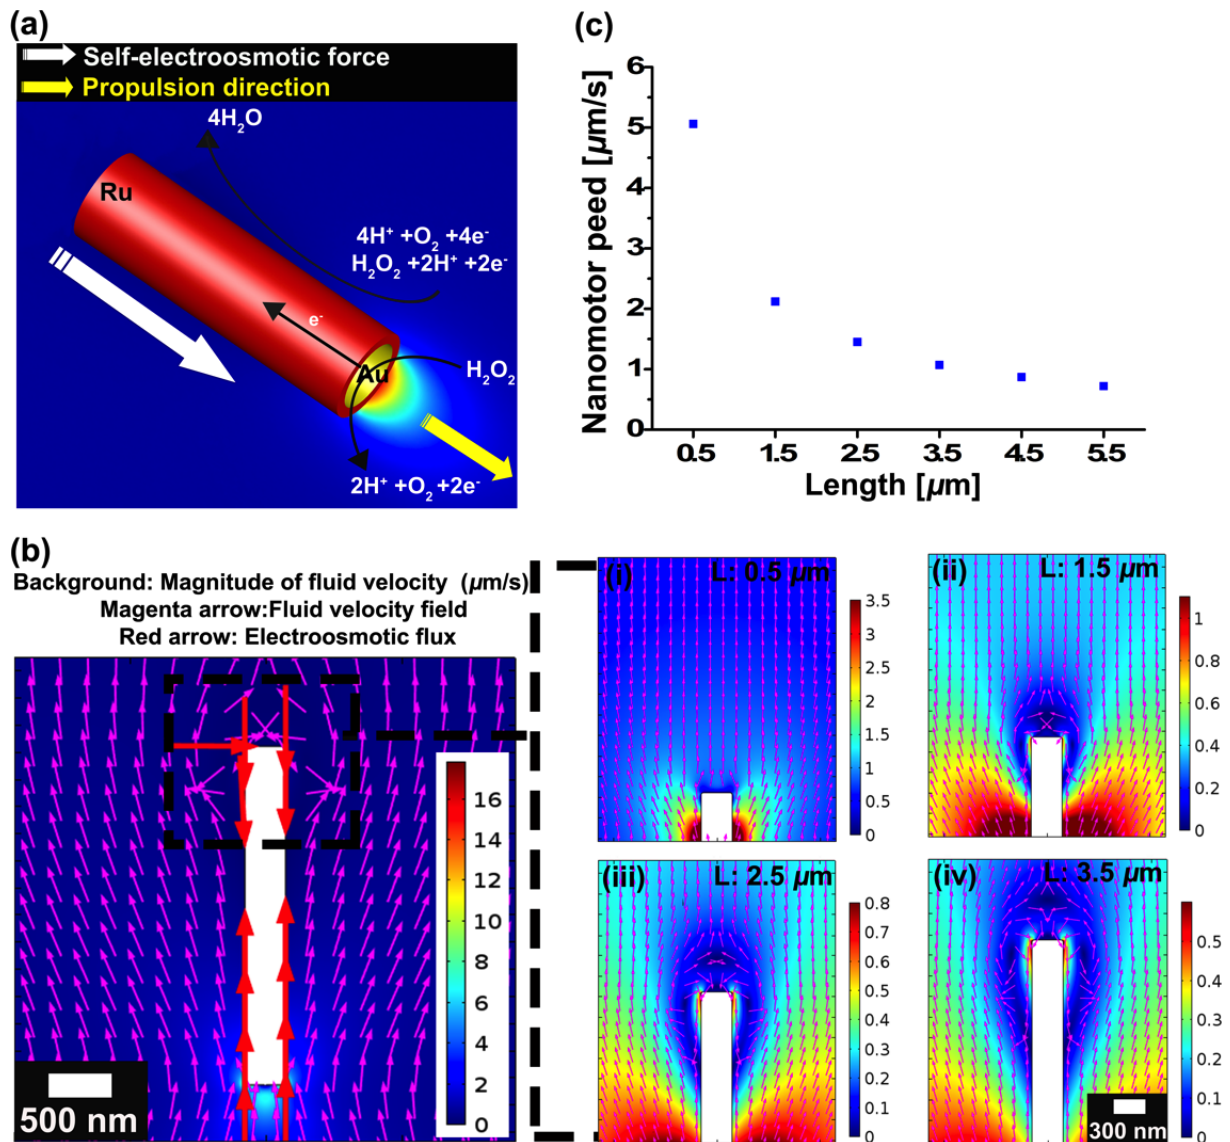 (a)
Self-electroosmotic force
Propulsion direction
4H₂O
Ru
4H⁺ +O₂ +4e⁻
H₂O₂ +2H⁺ +2e⁻
e⁻
Au
H₂O₂
2H⁺ +O₂ +2e⁻
(c)
Nanomotor peed [µm/s]
6
5
4
3
2
1
0
0.5 1.5 2.5 3.5 4.5 5.5
Length [µm]
(b)
Background: Magnitude of fluid velocity (µm/s)
Magenta arrow:Fluid velocity field
Red arrow: Electroosmotic flux
16
14
12
10
8
6
4
2
0
500 nm
(i)
L: 0.5 µm
3.5
3
2.5
2
1.5
1
0.5
0
(ii)
L: 1.5 µm
1
0.8
0.6
0.4
0.2
0
(iii)
L: 2.5 µm
0.8
0.7
0.6
0.5
0.4
0.3
0.2
0.1
0
(iv)
L: 3.5 µm
0.5
0.4
0.3
0.2
0.1
0
300 nm